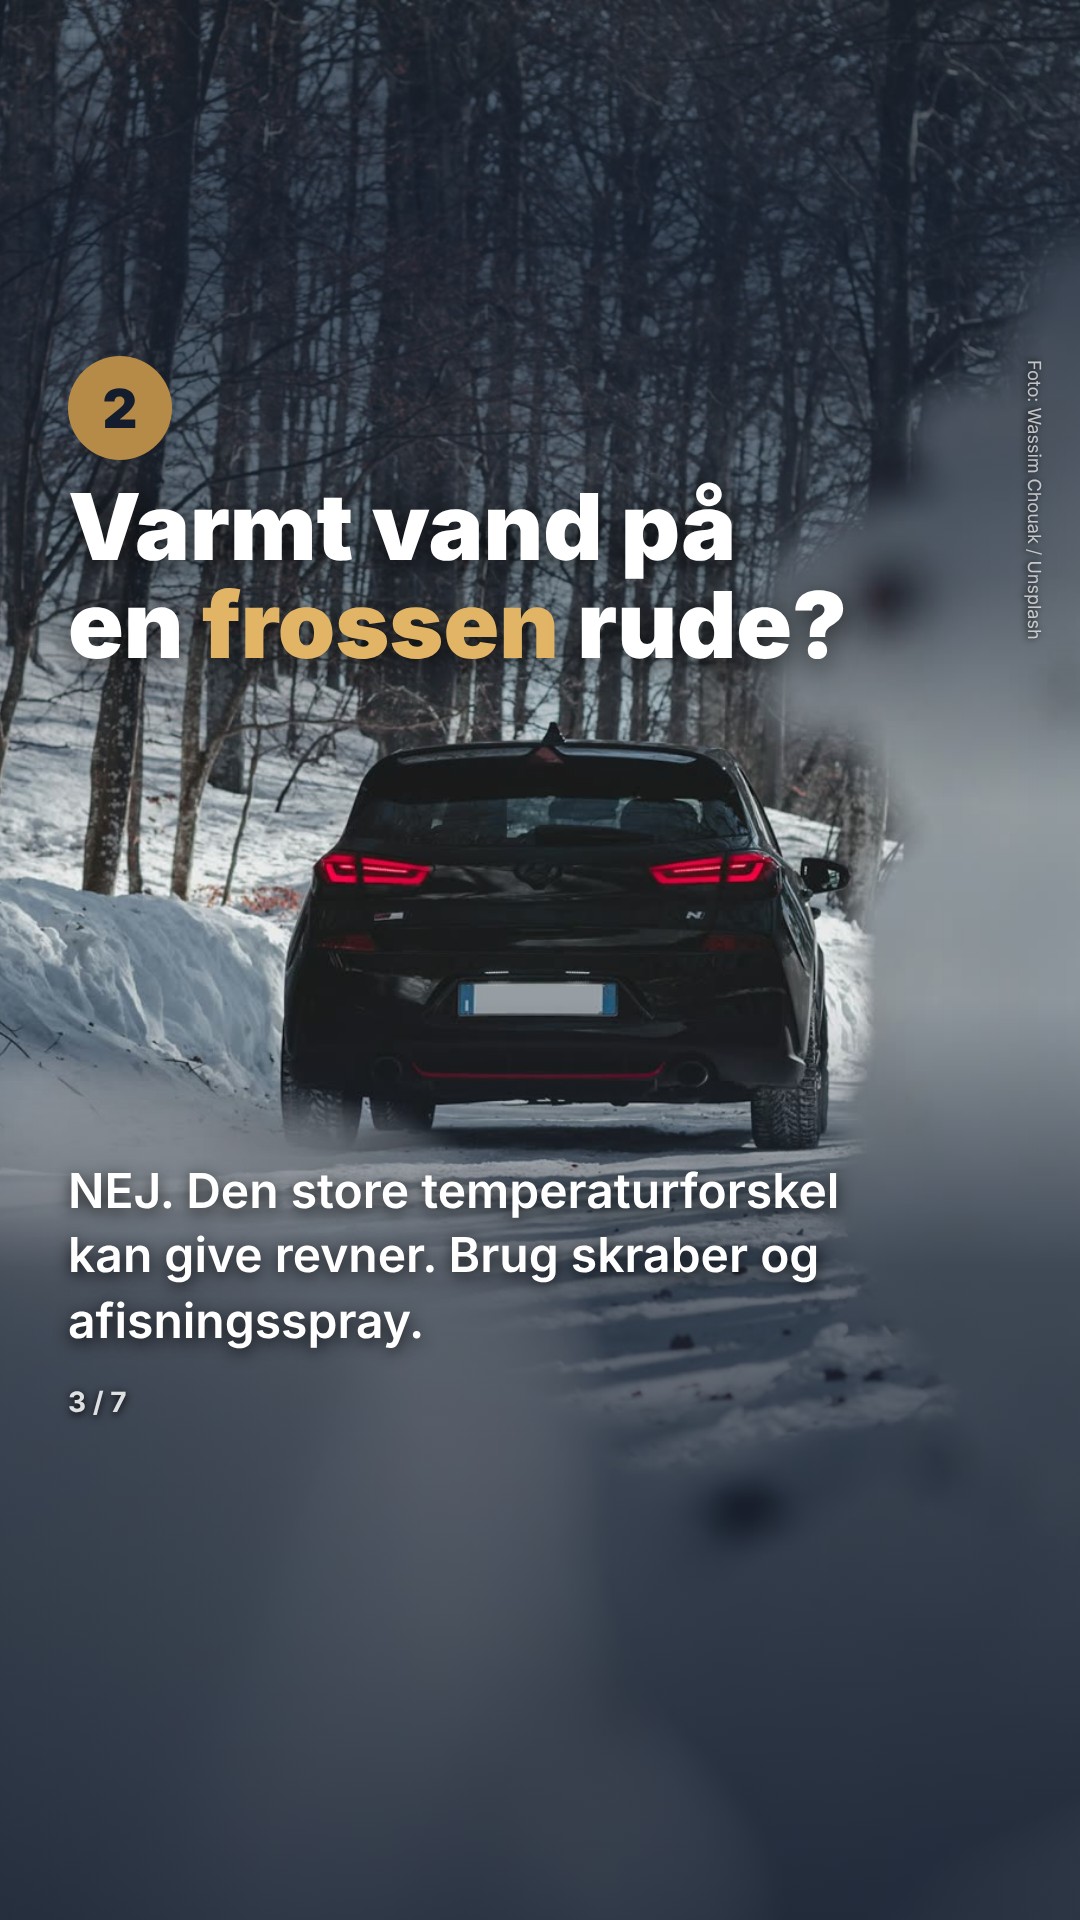 2
Varmt vand på
en frossen rude?
Foto: Wassim Chouak / Unsplash
N
NEJ. Den store temperaturforskel
kan give revner. Brug skraber og
afisningsspray.
3 / 7